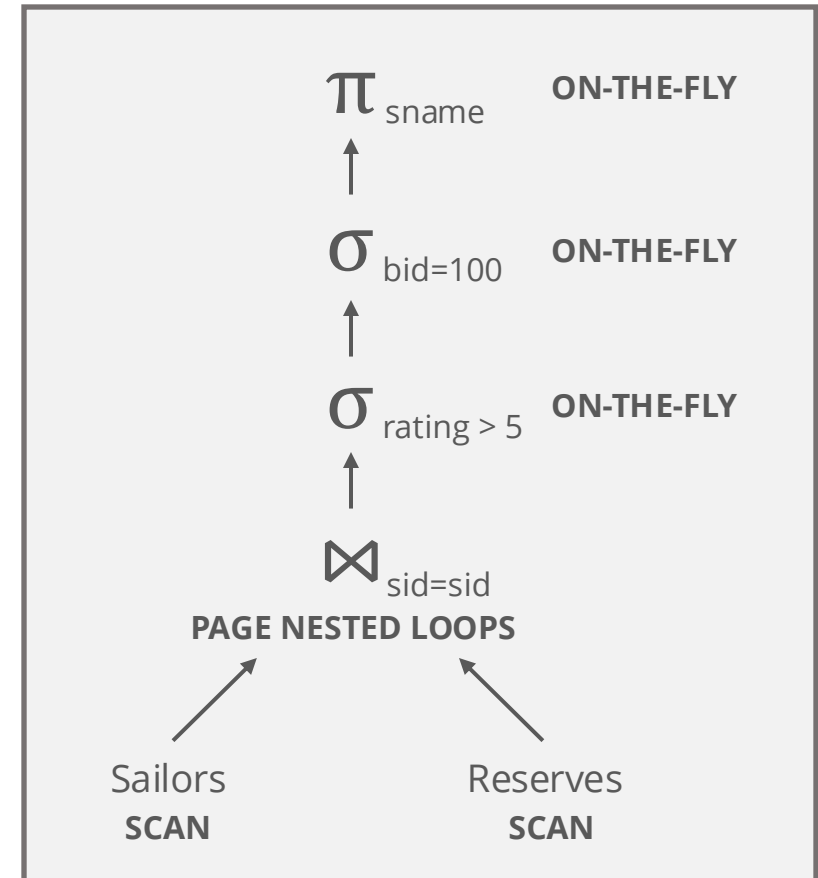 π sname ON-THE-FLY
σ bid=100 ON-THE-FLY
σ rating > 5 ON-THE-FLY
⋈ sid=sid
PAGE NESTED LOOPS
Sailors Reserves
SCAN SCAN